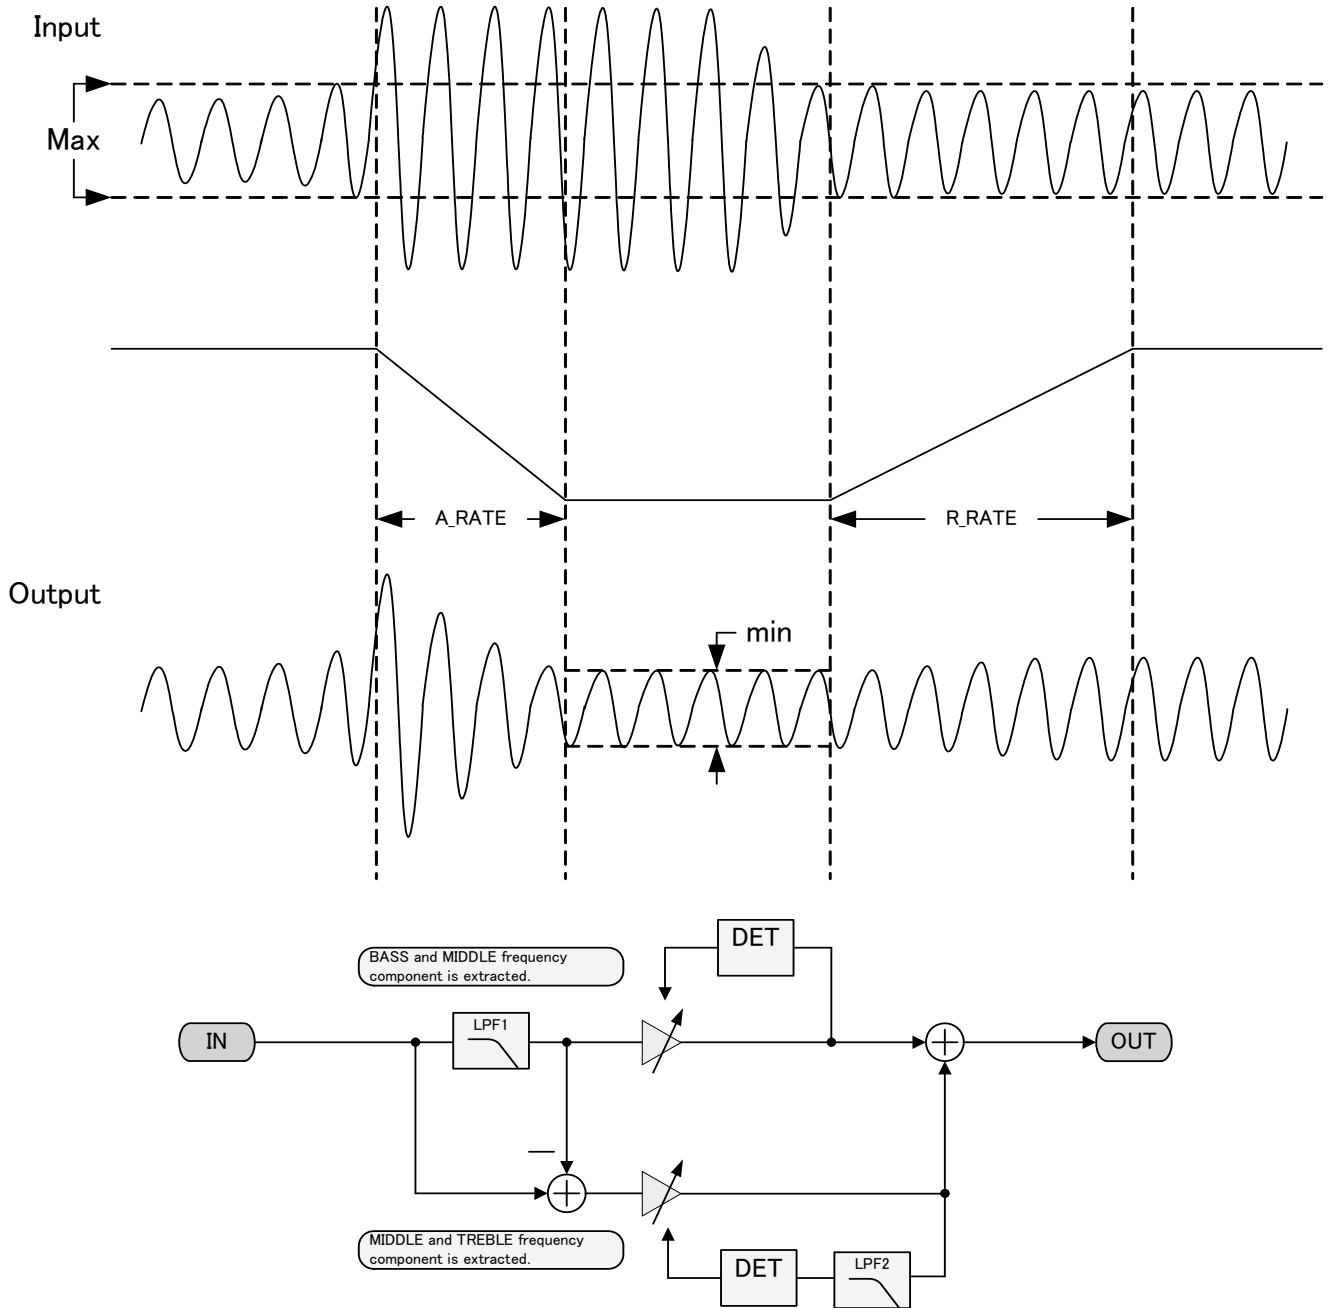 Input
Max
A_RATE
R_RATE
Output
min
BASS and MIDDLE frequency
component is extracted.
DET
IN
LPF1
OUT
MIDDLE and TREBLE frequency
component is extracted.
DET
LPF2